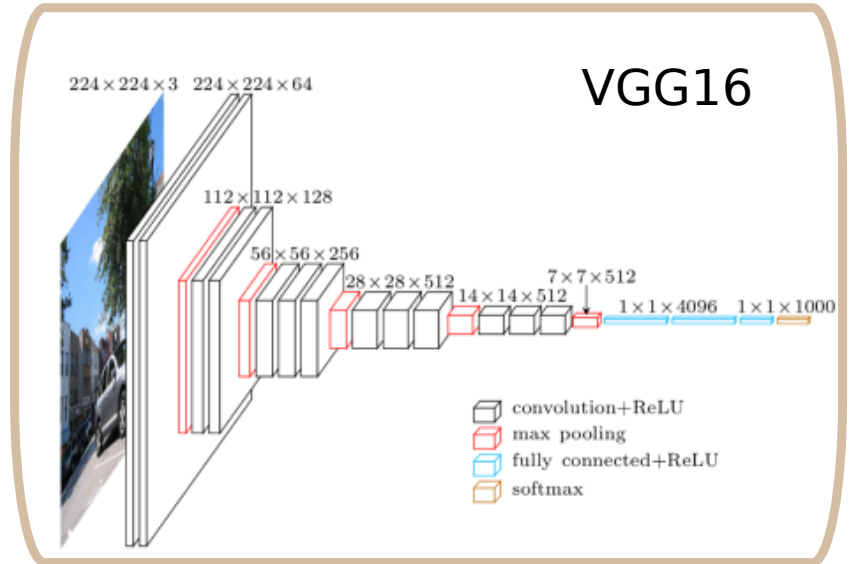 VGG16
224×224×3
224×224×64
112×112×128
56×56×256
28×28×512
14×14×512
7×7×512
1×1×4096
1×1×1000
convolution+ReLU
max pooling
fully connected+ReLU
softmax